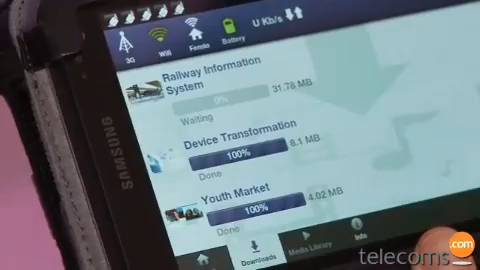 3G
Wifi
Femto
Battery
U Kb/s
Railway Information
System
0%
31.78 MB
Waiting
Device Transformation
100%
8.1 MB
Done
Youth Market
100%
4.02 MB
Done
Downloads
Media Library
Info
SAMSUNG
telecoms
.com